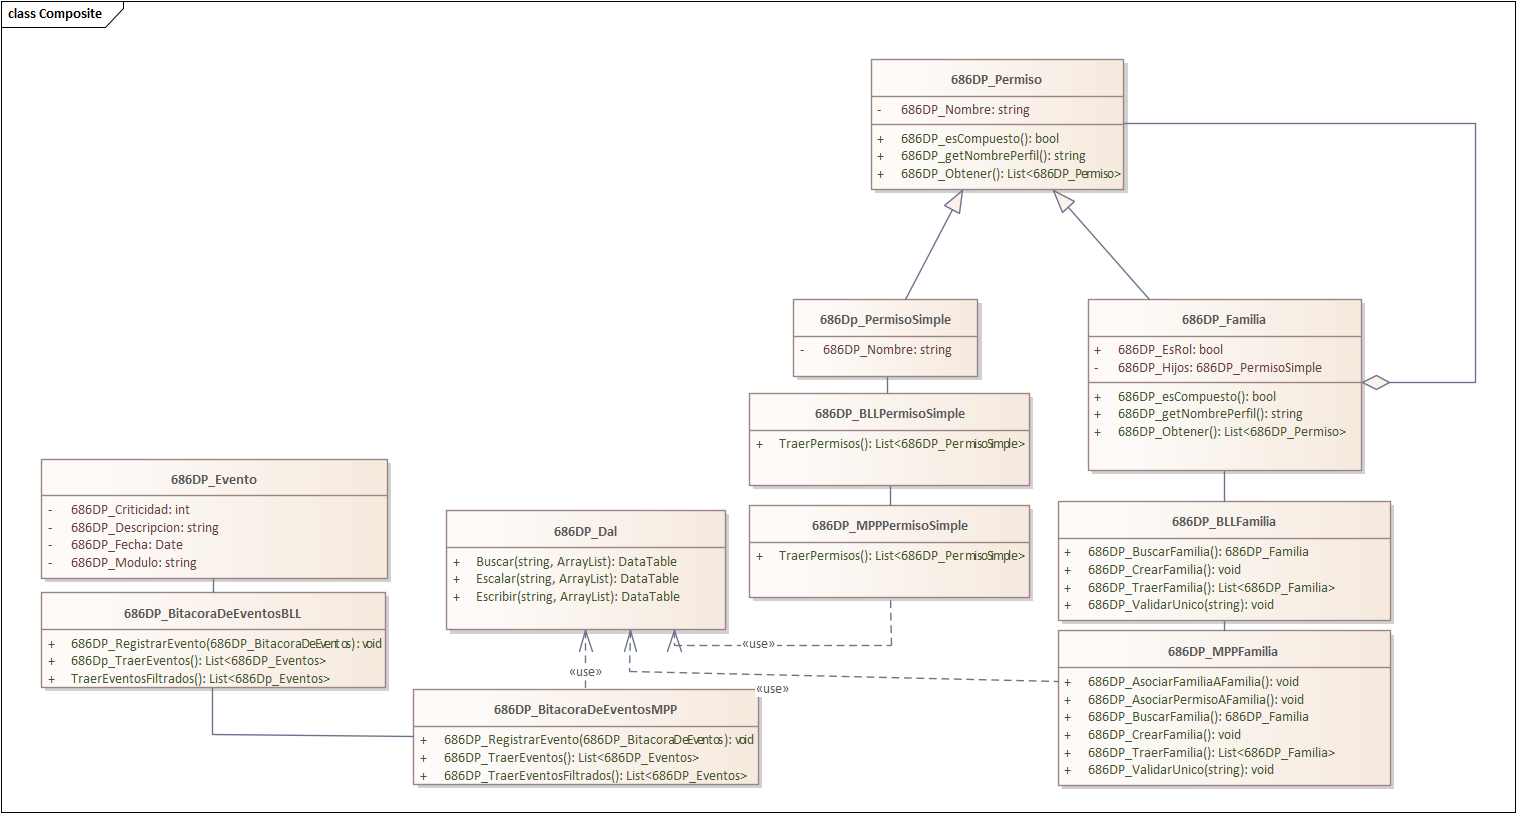 class Composite
686DP_Permiso
- 686DP_Nombre: string
+ 686DP_esCompuesto(): bool
+ 686DP_getNombrePerfil(): string
+ 686DP_Obtener(): List<686DP_Permiso>
686Dp_PermisoSimple
- 686DP_Nombre: string
686DP_Familia
+ 686DP_EsRol: bool
- 686DP_Hijos: 686DP_PermisoSimple
+ 686DP_esCompuesto(): bool
+ 686DP_getNombrePerfil(): string
+ 686DP_Obtener(): List<686DP_Permiso>
686DP_BLLPermisoSimple
+ TraerPermisos(): List<686DP_PermisoSimple>
686DP_Evento
- 686DP_Criticidad: int
- 686DP_Descripcion: string
- 686DP_Fecha: Date
- 686DP_Modulo: string
686DP_Dal
+ Buscar(string, ArrayList): DataTable
+ Escalar(string, ArrayList): DataTable
+ Escribir(string, ArrayList): DataTable
686DP_MPPPermisoSimple
+ TraerPermisos(): List<686DP_PermisoSimple>
686DP_BLLFamilia
+ 686DP_BuscarFamilia(): 686DP_Familia
+ 686DP_CrearFamilia(): void
+ 686DP_TraerFamilia(): List<686DP_Familia>
+ 686DP_ValidarUnico(string): void
686DP_BitacoraDeEventosBLL
+ 686DP_RegistrarEvento(686DP_BitacoraDeEventos): void
+ 686Dp_TraerEventos(): List<686DP_Eventos>
+ TraerEventosFiltrados(): List<686Dp_Eventos>
«use»
«use»
«use»
686DP_MPPFamilia
+ 686DP_AsociarFamiliaAFamilia(): void
+ 686DP_AsociarPermisoAFamilia(): void
+ 686DP_BuscarFamilia(): 686DP_Familia
+ 686DP_CrearFamilia(): void
+ 686DP_TraerFamilia(): List<686DP_Familia>
+ 686DP_ValidarUnico(string): void
686DP_BitacoraDeEventosMPP
+ 686DP_RegistrarEvento(686DP_BitacoraDeEventos): void
+ 686DP_TraerEventos(): List<686DP_Eventos>
+ 686DP_TraerEventosFiltrados(): List<686DP_Eventos>